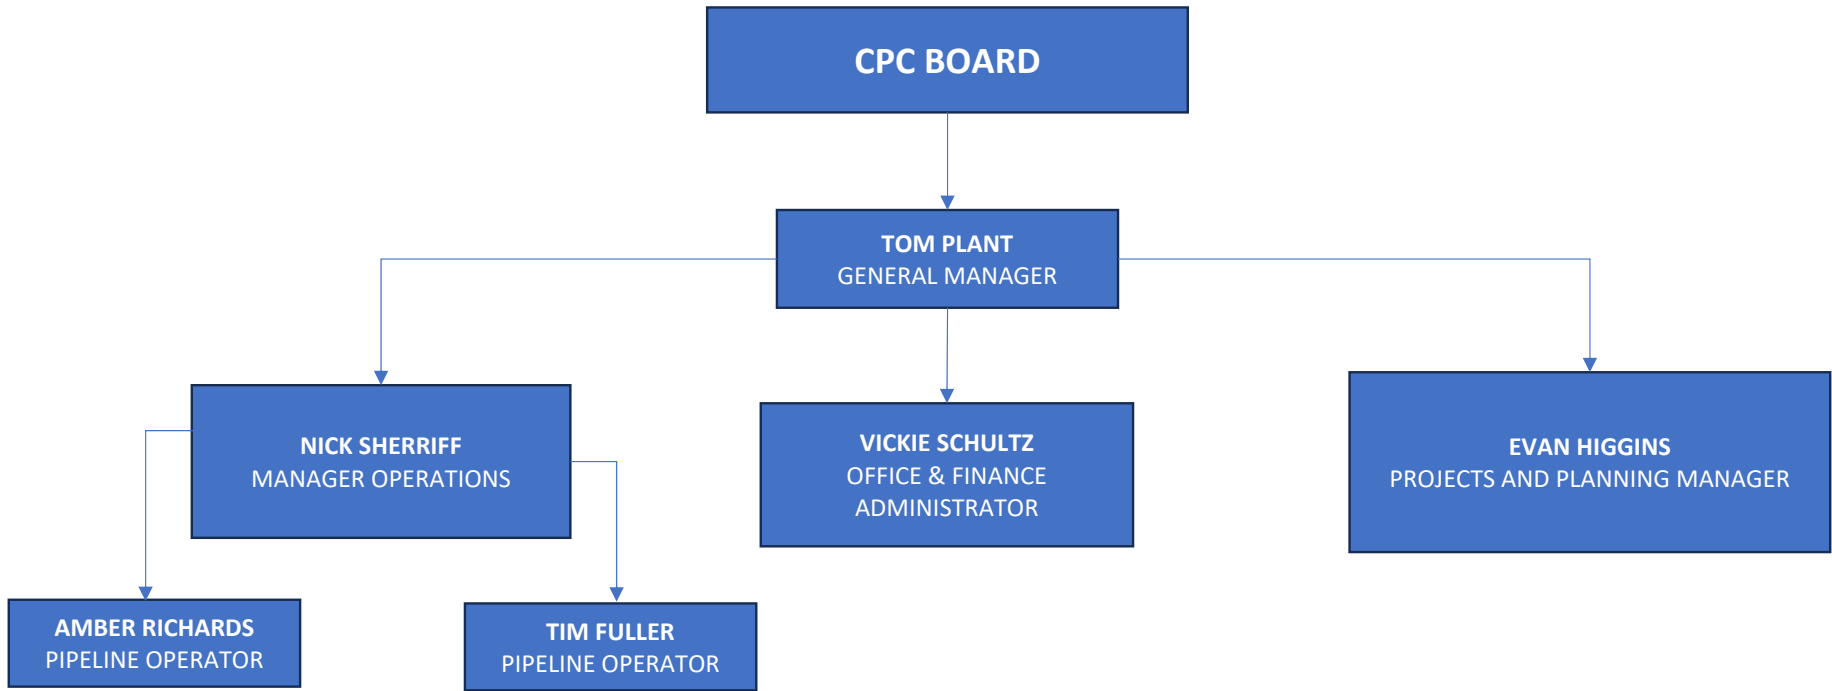 CPC BOARD
TOM PLANT
GENERAL MANAGER
NICK SHERRIFF
MANAGER OPERATIONS
VICKIE SCHULTZ
OFFICE & FINANCE
ADMINISTRATOR
EVAN HIGGINS
PROJECTS AND PLANNING MANAGER
AMBER RICHARDS
PIPELINE OPERATOR
TIM FULLER
PIPELINE OPERATOR